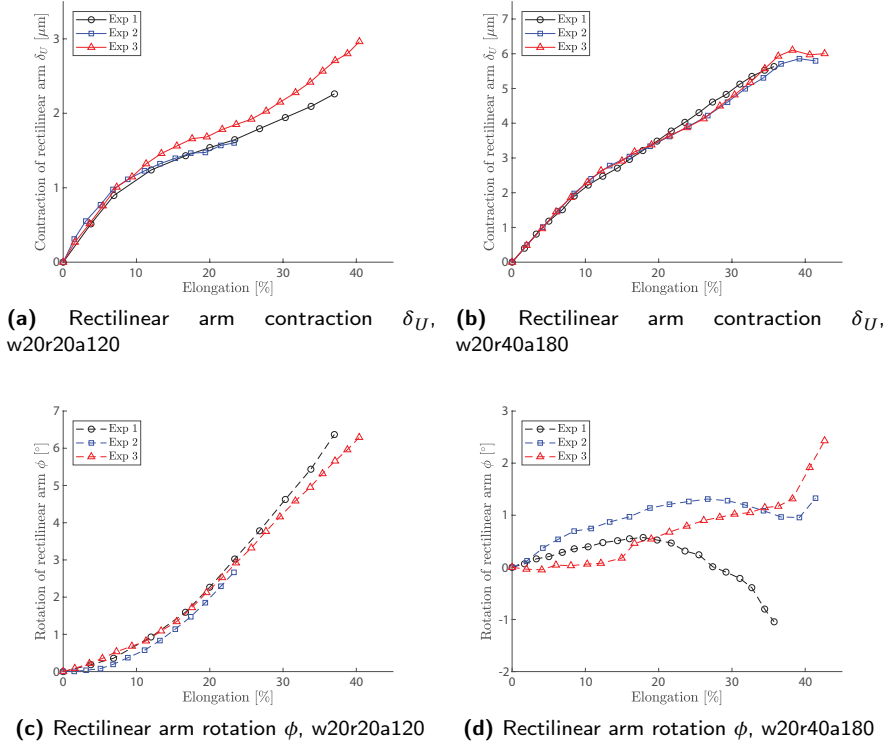 Contraction of rectilinear arm δ_U [μm]
3
2
1
0
Exp 1
Exp 2
Exp 3
0 10 20 30 40
Elongation [%]
(a) Rectilinear arm contraction δ_U,
w20r20a120
Contraction of rectilinear arm δ_U [μm]
7
6
5
4
3
2
1
0
Exp 1
Exp 2
Exp 3
0 10 20 30 40
Elongation [%]
(b) Rectilinear arm contraction δ_U,
w20r40a180
Rotation of rectilinear arm ϕ [°]
7
6
5
4
3
2
1
0
Exp 1
Exp 2
Exp 3
0 10 20 30 40
Elongation [%]
(c) Rectilinear arm rotation ϕ, w20r20a120
Rotation of rectilinear arm ϕ [°]
3
2
1
0
-1
-2
Exp 1
Exp 2
Exp 3
0 10 20 30 40
Elongation [%]
(d) Rectilinear arm rotation ϕ, w20r40a180